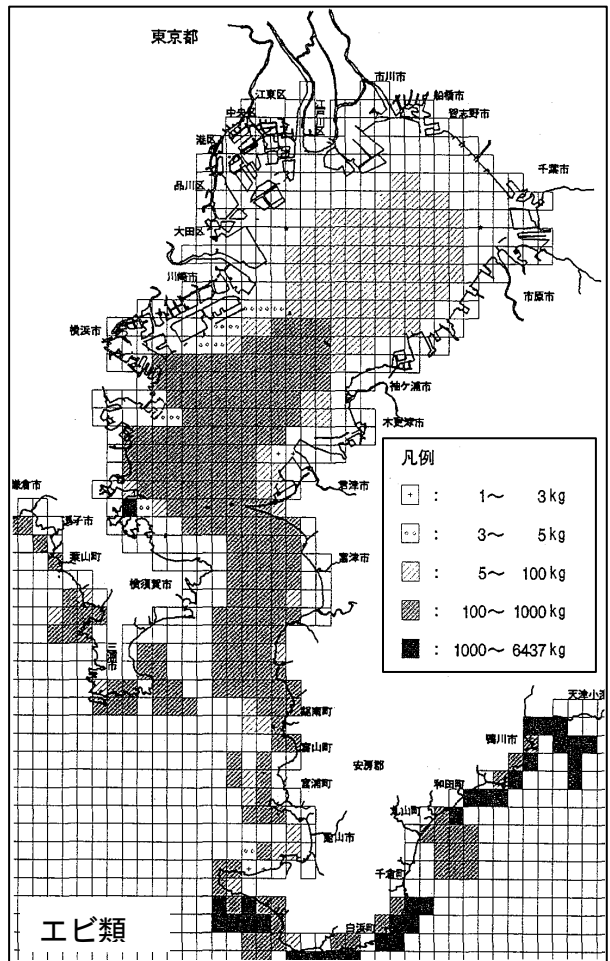 東京都
市川市
船橋市
江東区
習志野市
中央区
港区
千葉市
品川区
大田区
川崎市
市原市
横浜市
袖ケ浦市
木更津市
凡例
1～ 3kg
3～ 5kg
5～ 100kg
100～ 1000kg
1000～ 6437kg
鎌倉市
君津市
逗子市
葉山町
富津市
横須賀市
三浦市
天津小湊
鋸南町
鴨川市
富山町
安房郡
和田町
富浦町
丸山町
館山市
千倉町
白浜町
エビ類